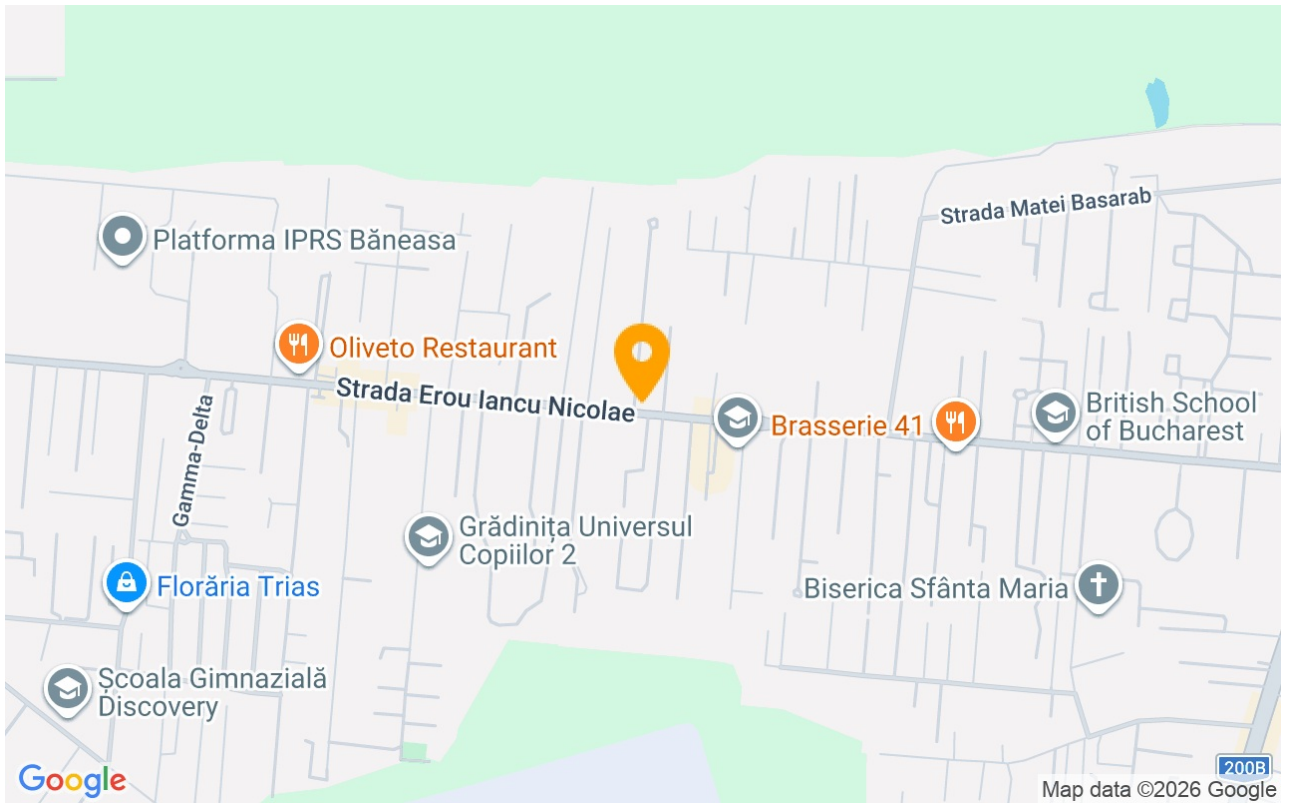 Strada Matei Basarab
Platforma IPRS Băneasa
Oliveto Restaurant
Strada Erou Iancu Nicolae
Brasserie 41
British School
of Bucharest
Gamma-Delta
Grădinița Universul
Copiilor 2
Florăria Trias
Biserica Sfânta Maria
Școala Gimnazială
Discovery
200B
Google
Map data ©2026 Google